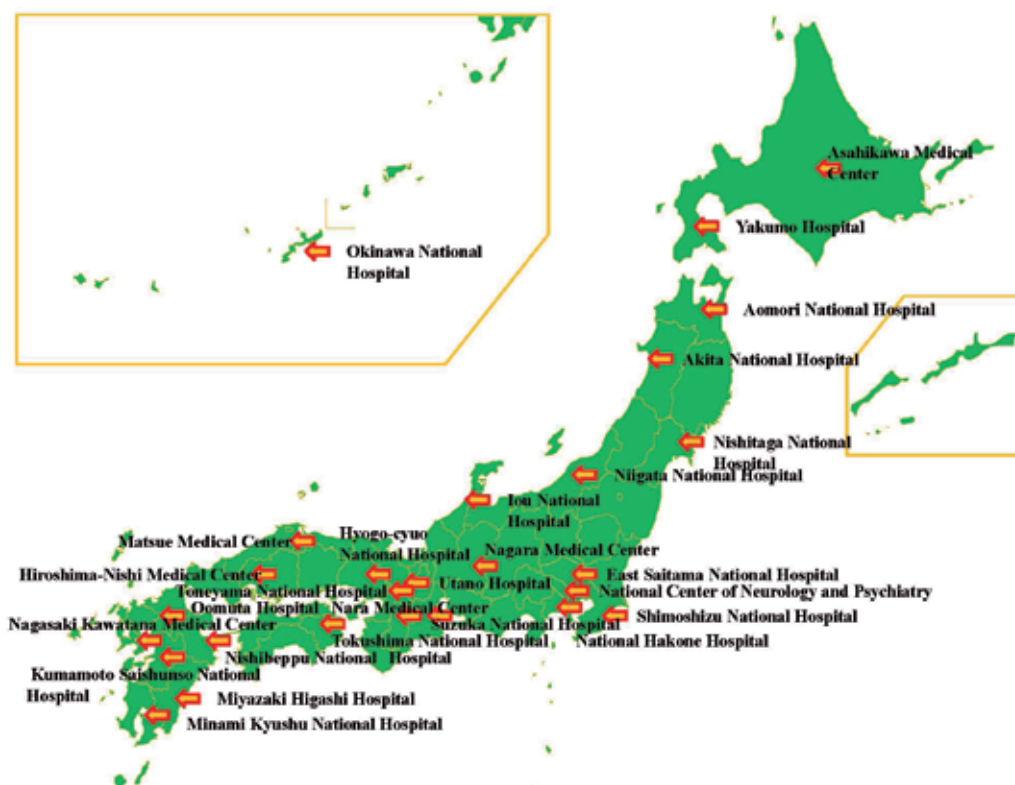 Asahikawa Medical
Center
Yakumo Hospital
Okinawa National
Hospital
Aomori National Hospital
Akita National Hospital
Nishitaga National
Hospital
Niigata National Hospital
Iou National
Hospital
Matsue Medical Center
Hyogo-cyuo
National Hospital
Nagara Medical Center
Hiroshima-Nishi Medical Center
Utano Hospital
East Saitama National Hospital
Toneyama National Hospital
National Center of Neurology and Psychiatry
Oomuta Hospital
Nara Medical Center
Suzuka National Hospital
Shimoshizu National Hospital
Nagasaki Kawatana Medical Center
Tokushima National Hospital
National Hakone Hospital
Nishibeppu National Hospital
Kumamoto Saishunso National
Hospital
Miyazaki Higashi Hospital
Minami Kyushu National Hospital